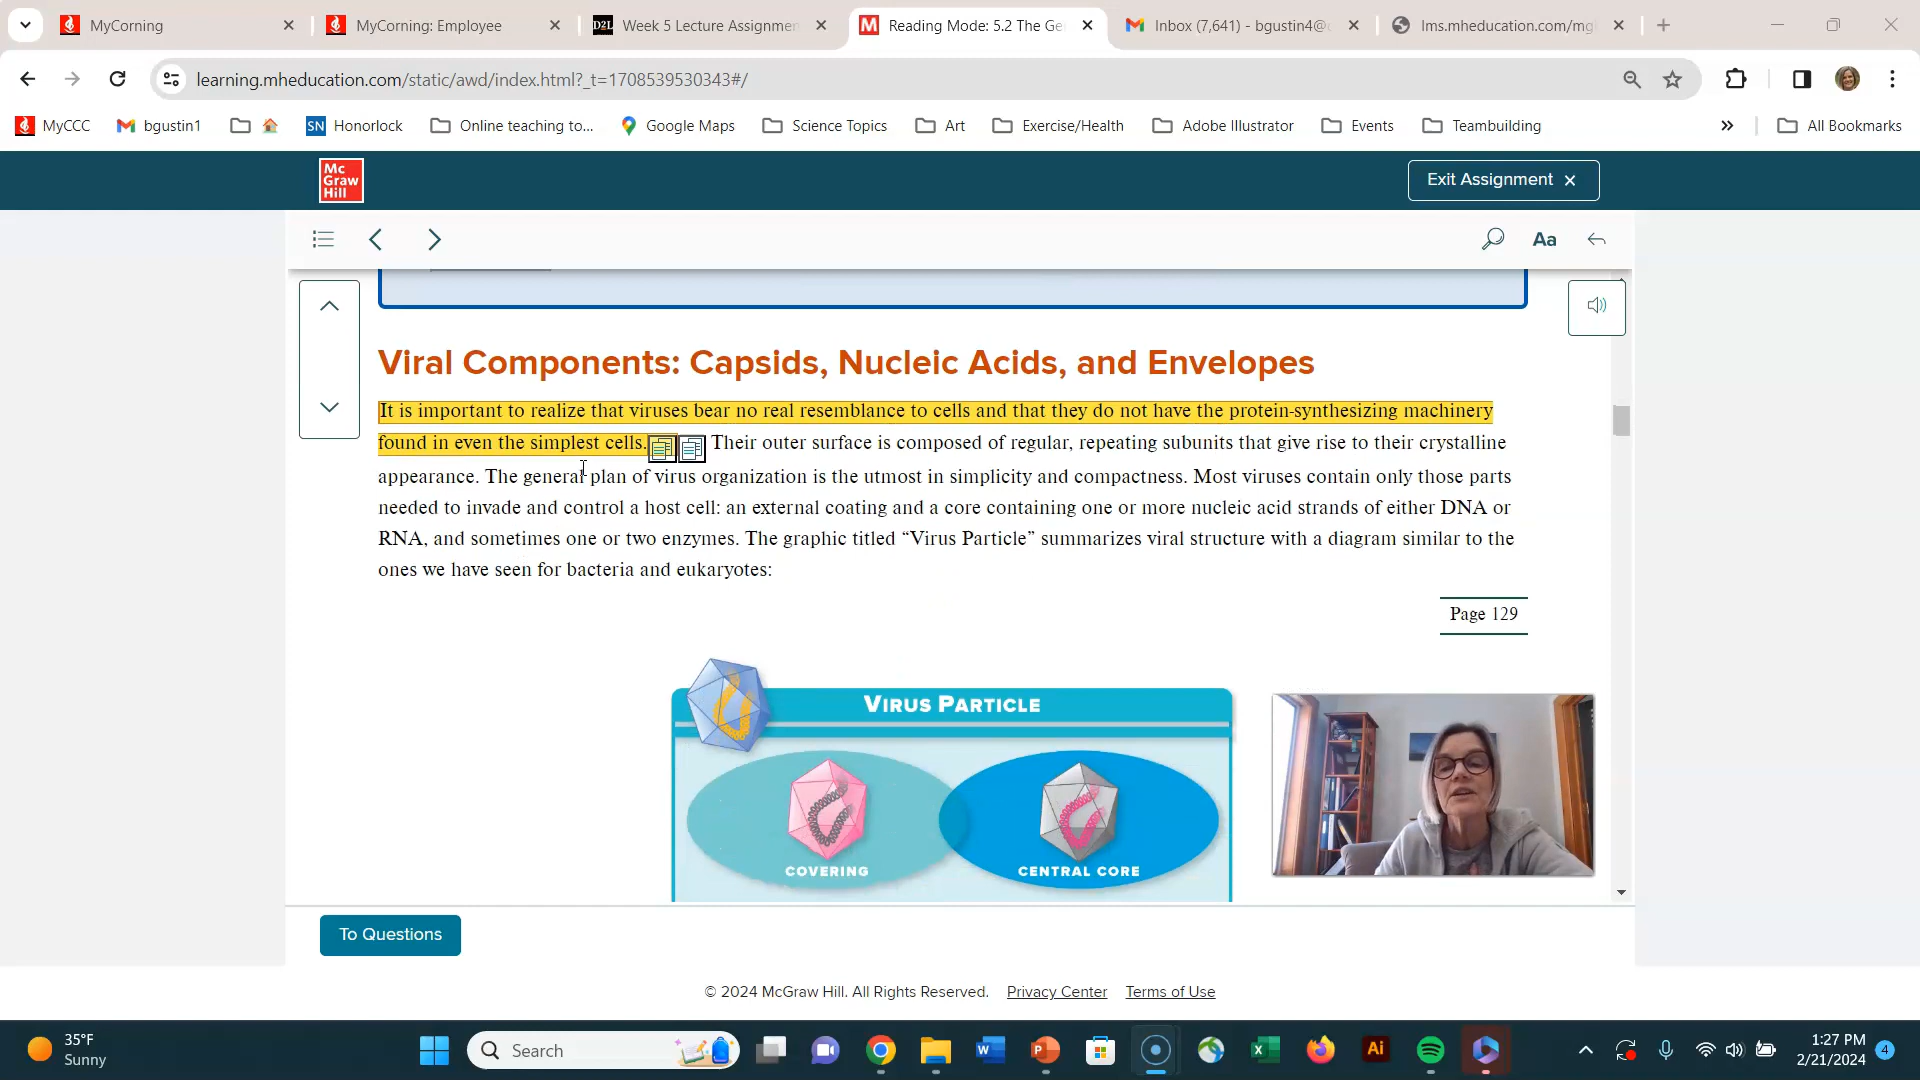 MyCorning
MyCorning: Employee
D2L Week 5 Lecture Assignmen
Reading Mode: 5.2 The Ge
Inbox (7,641) - bgustin4@
lms.mheducation.com/mg
learning.mheducation.com/static/awd/index.html?_t=1708539530343#/
MyCCC
bgustin1
SN Honorlock
Online teaching to...
Google Maps
Science Topics
Art
Exercise/Health
Adobe Illustrator
Events
Teambuilding
»
All Bookmarks
Mc
Graw
Hill
Exit Assignment ×
Aa
Viral Components: Capsids, Nucleic Acids, and Envelopes
It is important to realize that viruses bear no real resemblance to cells and that they do not have the protein-synthesizing machinery
found in even the simplest cells. Their outer surface is composed of regular, repeating subunits that give rise to their crystalline
appearance. The general plan of virus organization is the utmost in simplicity and compactness. Most viruses contain only those parts
needed to invade and control a host cell: an external coating and a core containing one or more nucleic acid strands of either DNA or
RNA, and sometimes one or two enzymes. The graphic titled “Virus Particle” summarizes viral structure with a diagram similar to the
ones we have seen for bacteria and eukaryotes:
Page 129
VIRUS PARTICLE
COVERING
CENTRAL CORE
To Questions
© 2024 McGraw Hill. All Rights Reserved. Privacy Center Terms of Use
35°F
Sunny
Search
Ai
1:27 PM
2/21/2024
4